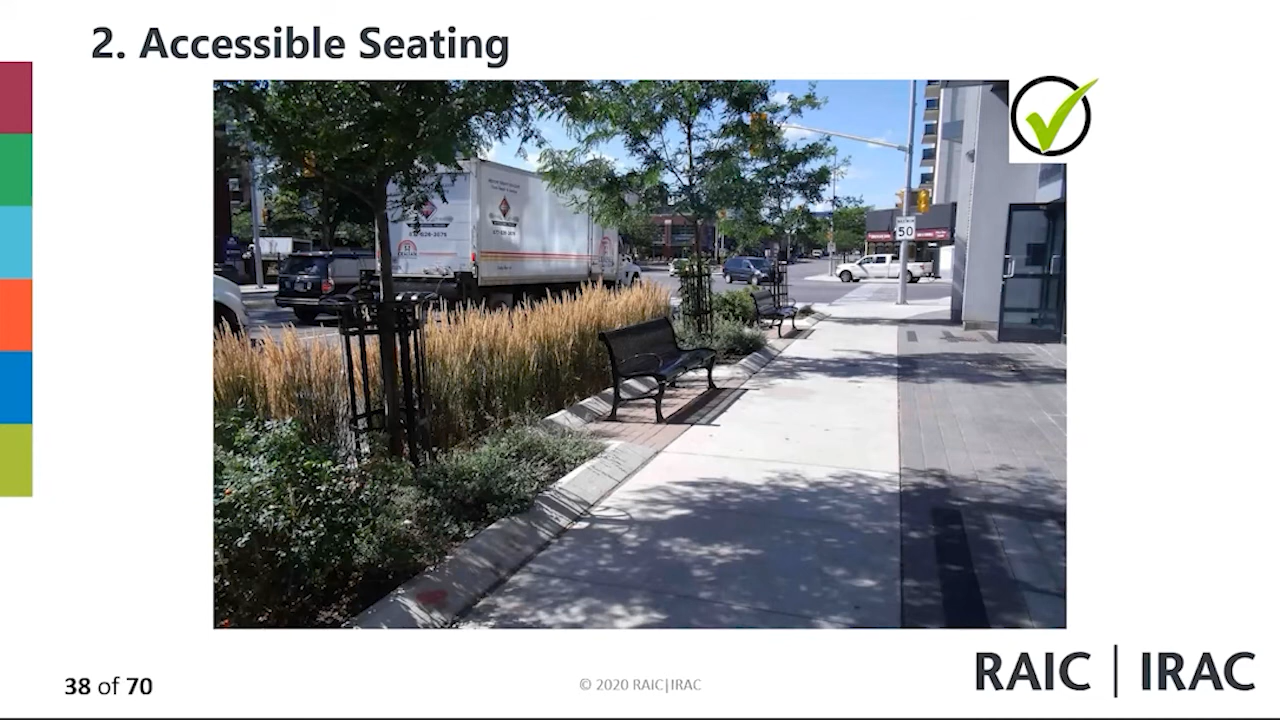 2. Accessible Seating
50
38 of 70
© 2020 RAIC|IRAC
RAIC | IRAC